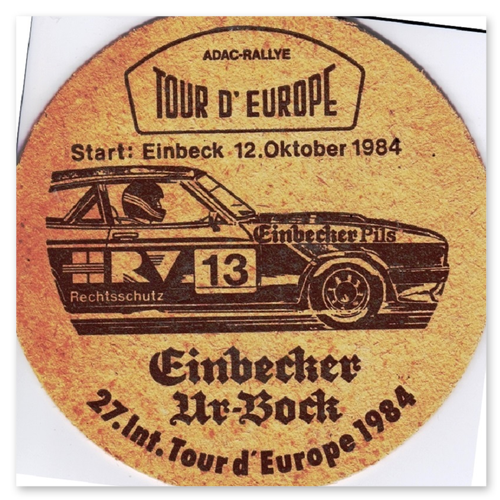 ADAC-RALLYE
TOUR D'EUROPE
Start: Einbeck 12.Oktober 1984
Einbecker Pils
HRV 13
Rechtsschutz
Einbecker
Ur-Bock
27.Int.Tour d'Europe 1984